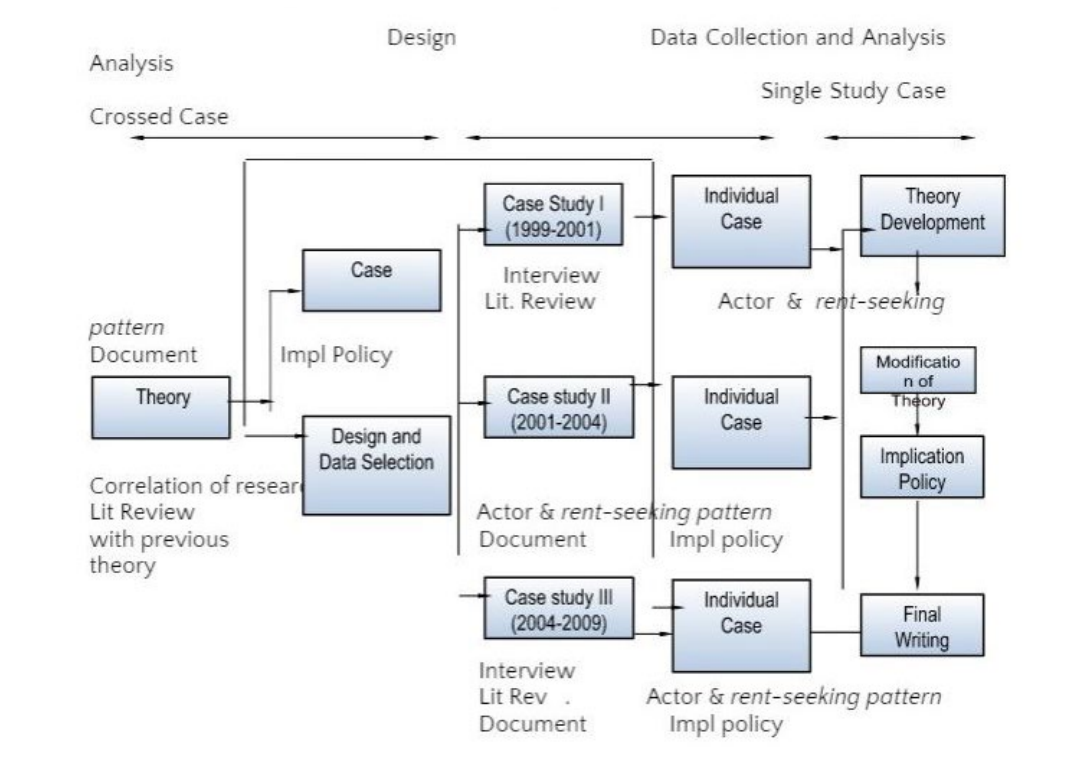 Design
Data Collection and Analysis
Analysis
Single Study Case
Crossed Case
Case Study I
(1999-2001)
Individual
Case
Theory
Development
Case
Interview
Lit. Review
Actor & rent-seeking
pattern
Document
Impl Policy
Theory
Case study II
(2001-2004)
Individual
Case
Modificatio
n of
Theory
Design and
Data Selection
Implication
Policy
Correlation of resear
Lit Review
with previous
theory
Actor & rent-seeking pattern
Document
Impl policy
Case study III
(2004-2009)
Individual
Case
Final
Writing
Interview
Lit Rev .
Document
Actor & rent-seeking pattern
Impl policy